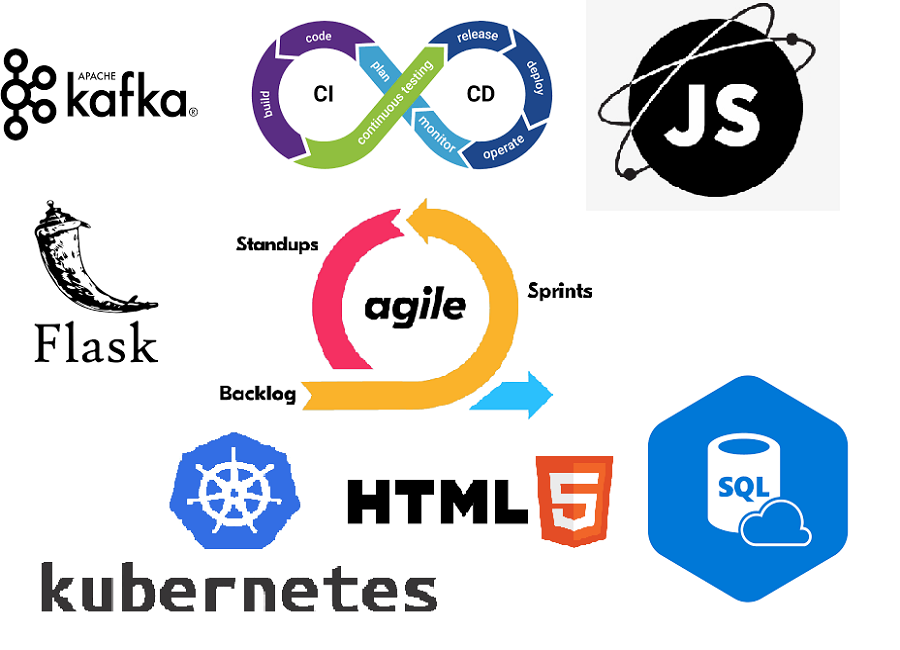 APACHE
kafka®
code
build
CI
plan
continuous testing
release
deploy
CD
operate
monitor
JS
Flask
Standups
agile
Sprints
Backlog
HTML
5
SQL
kubernetes